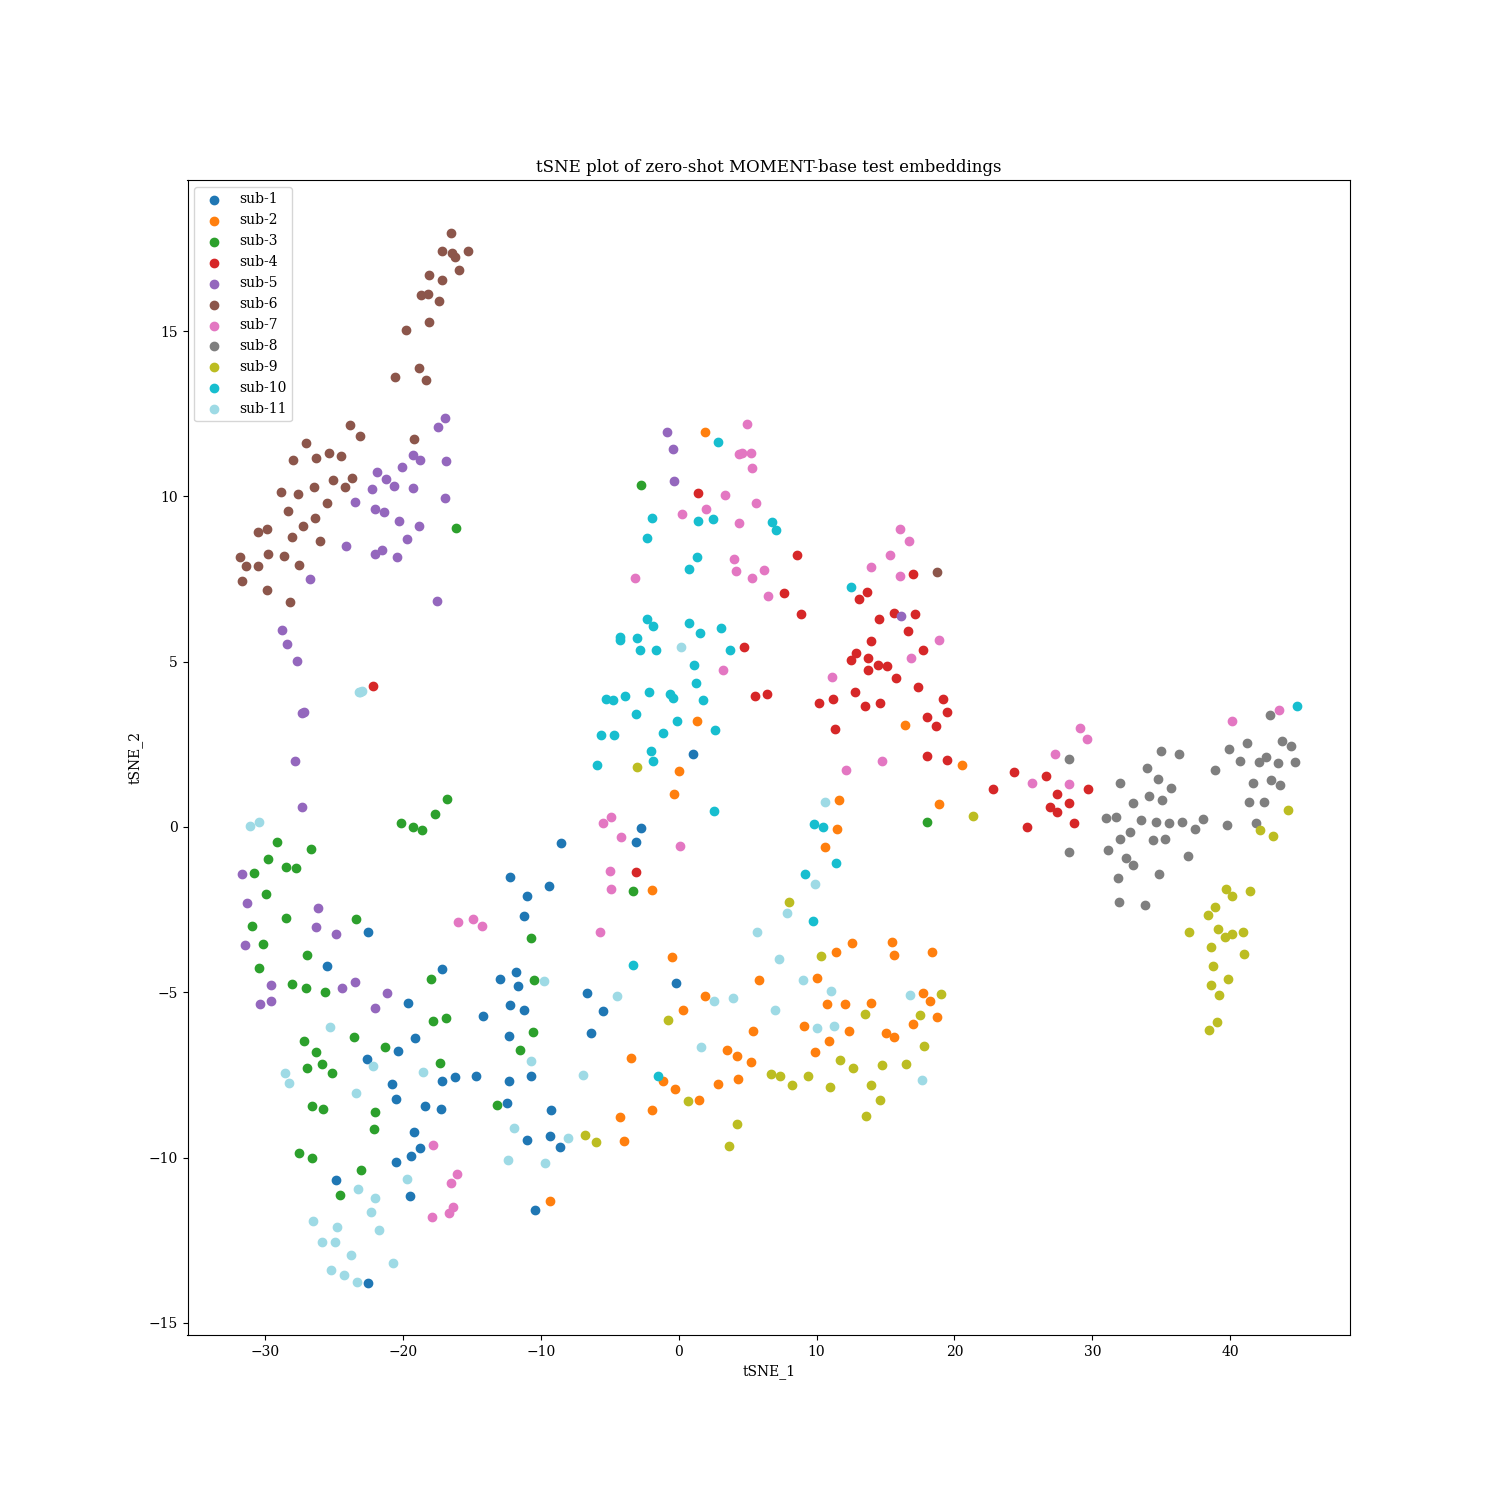 tSNE plot of zero-shot MOMENT-base test embeddings
sub-1
sub-2
sub-3
sub-4
sub-5
sub-6
sub-7
sub-8
sub-9
sub-10
sub-11
15
10
5
0
−5
−10
−15
tSNE_2
−30 −20 −10 0 10 20 30 40
tSNE_1